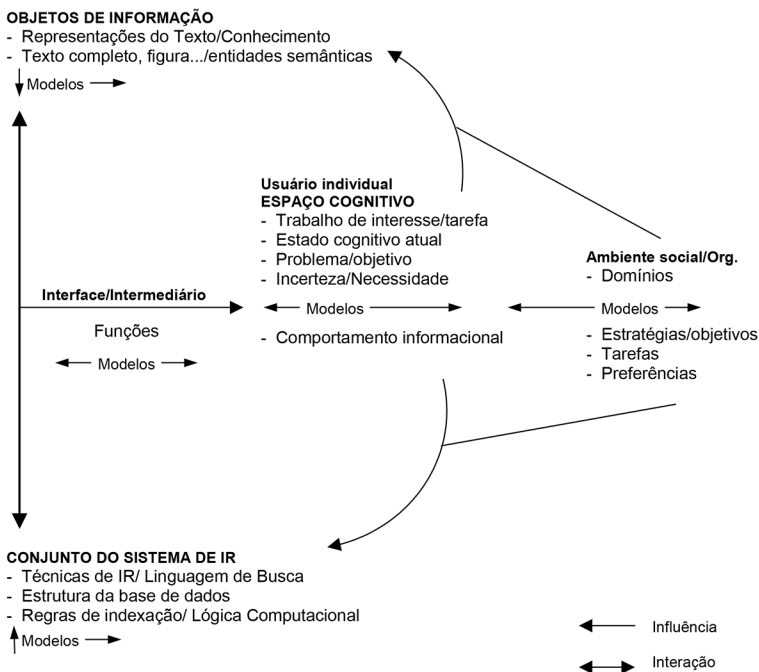 OBJETOS DE INFORMAÇÃO
- Representações do Texto/Conhecimento
- Texto completo, figura.../entidades semânticas
Modelos
Usuário individual
ESPAÇO COGNITIVO
- Trabalho de interesse/tarefa
- Estado cognitivo atual
- Problema/objetivo
- Incerteza/Necessidade
Modelos
- Comportamento informacional
Ambiente social/Org.
- Domínios
Modelos
- Estratégias/objetivos
- Tarefas
- Preferências
Interface/Intermediário
Funções
Modelos
CONJUNTO DO SISTEMA DE IR
- Técnicas de IR/ Linguagem de Busca
- Estrutura da base de dados
- Regras de indexação/ Lógica Computacional
Modelos
Influência
Interação